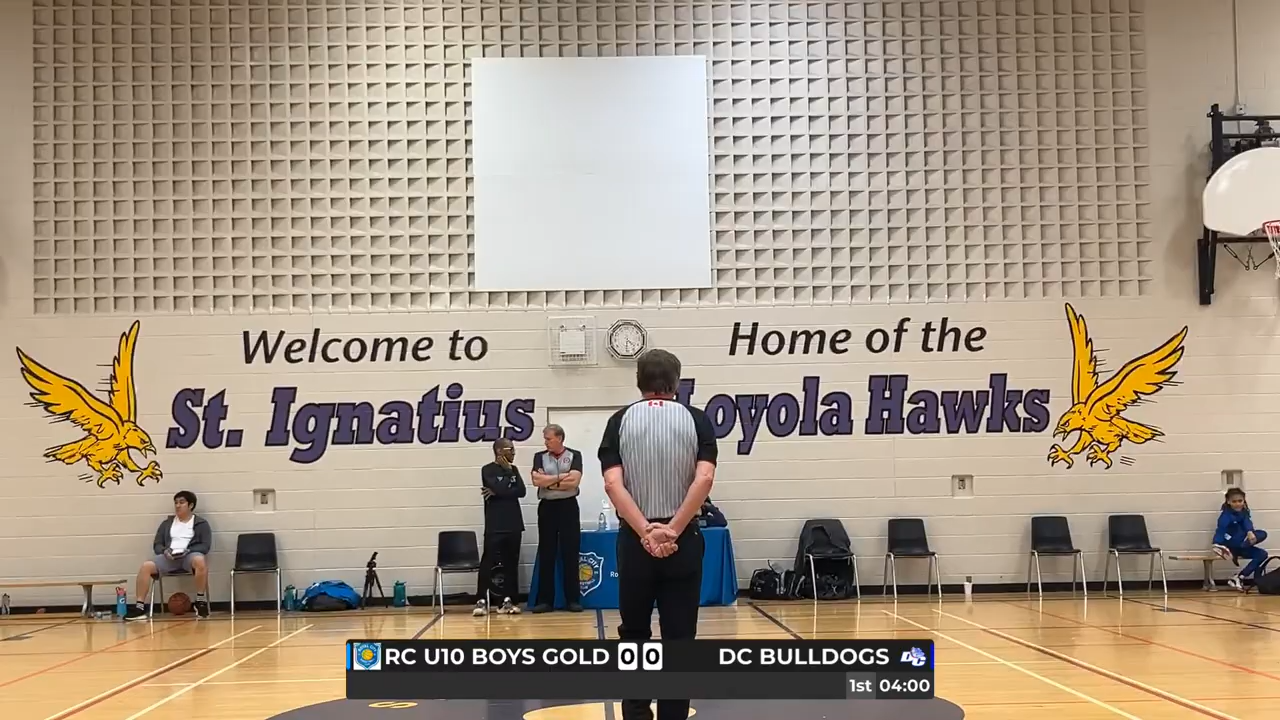 Welcome to
St. Ignatius
Home of the
Loyola Hawks
RC U10 BOYS GOLD 0 0 DC BULLDOGS
1st 04:00